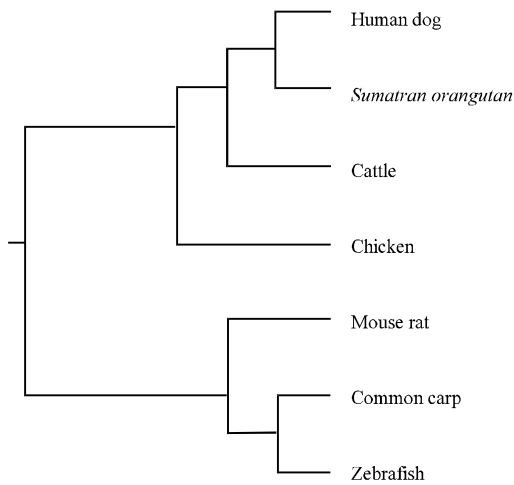 Human dog
Sumatran orangutan
Cattle
Chicken
Mouse rat
Common carp
Zebrafish